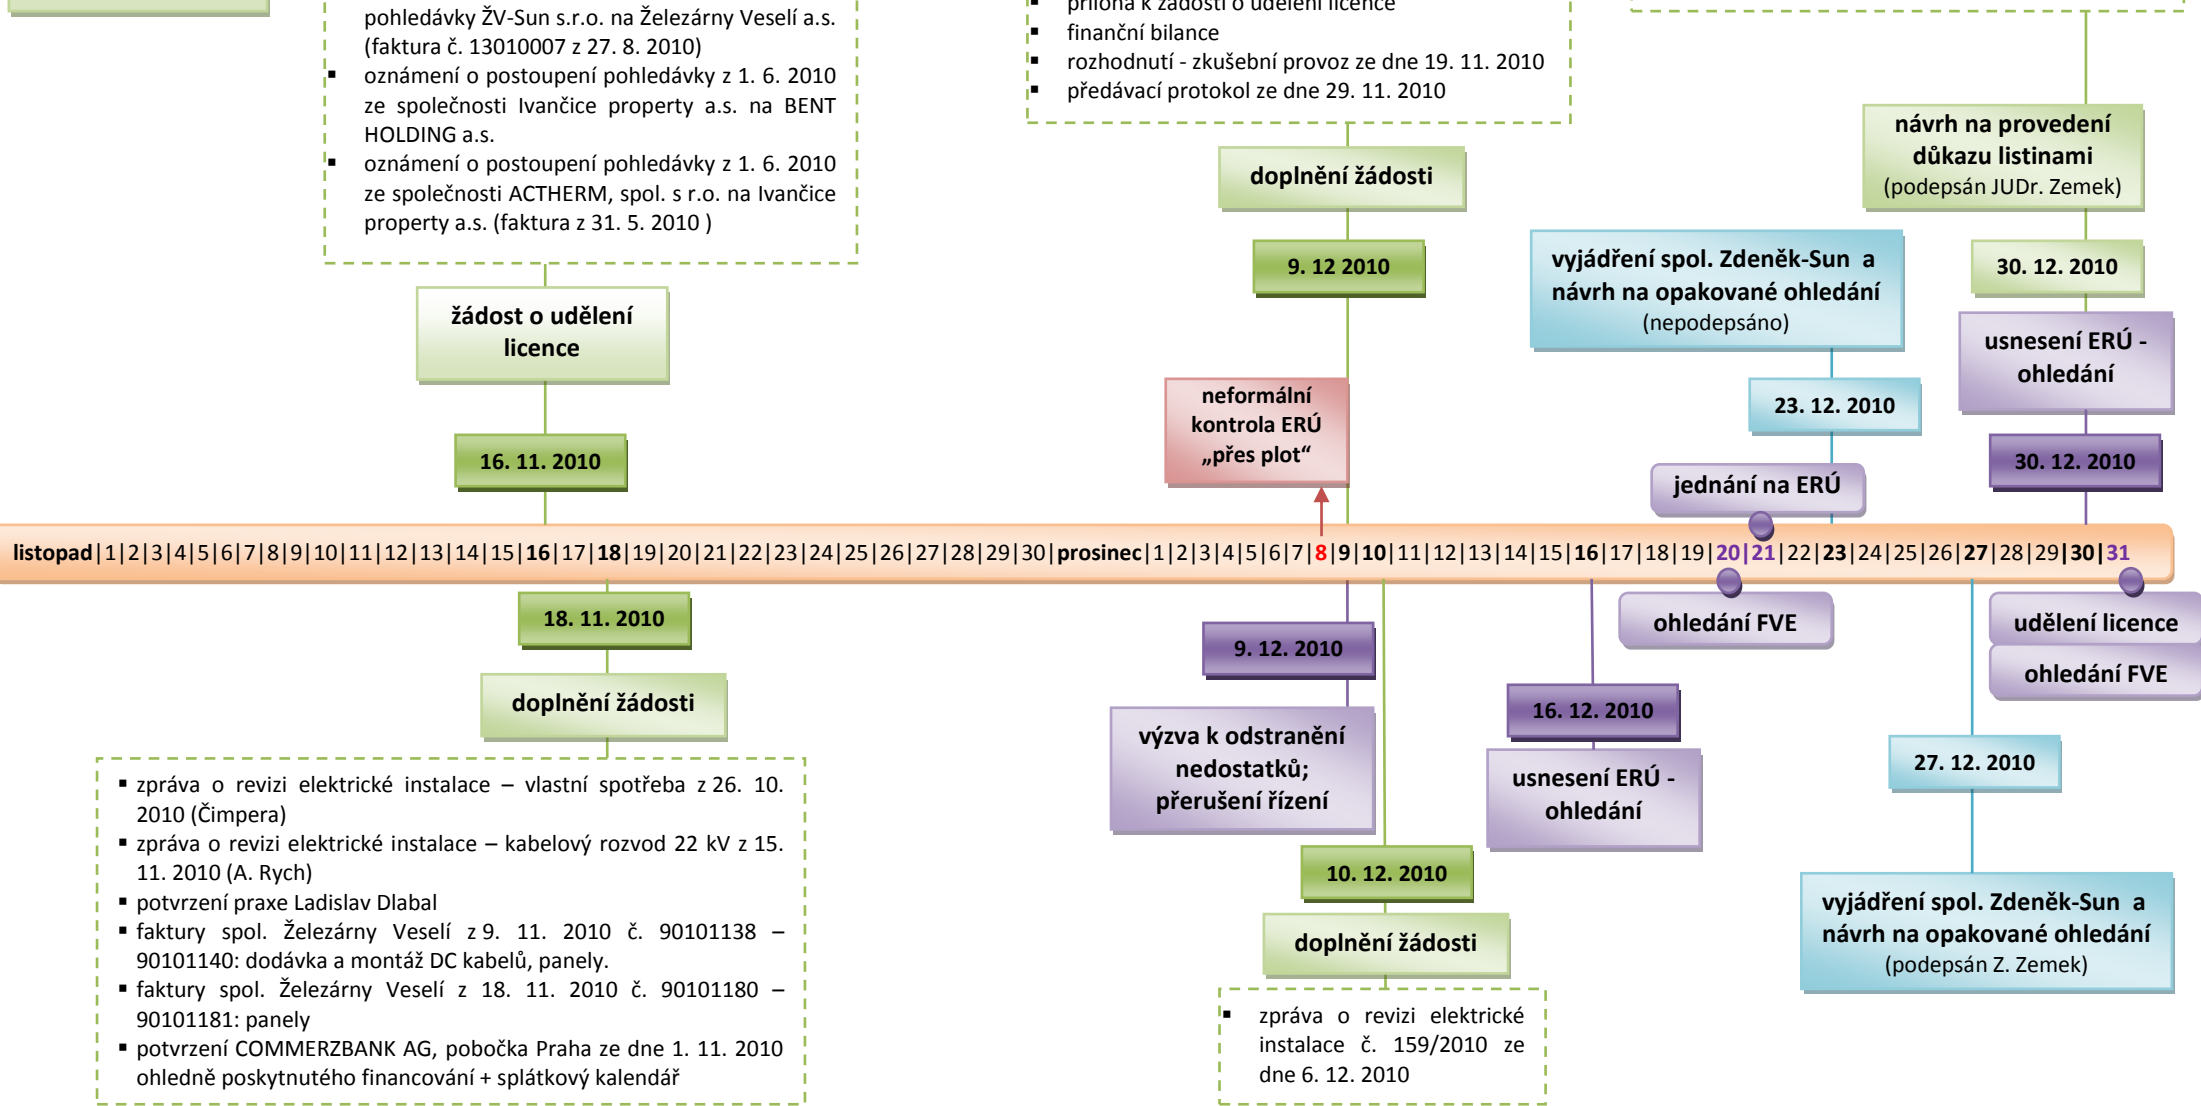 pohledávky ŽV-Sun s.r.o. na Železárny Veselí a.s.
(faktura č. 13010007 z 27. 8. 2010)
▪ oznámení o postoupení pohledávky z 1. 6. 2010
ze společnosti Ivančice property a.s. na BENT
HOLDING a.s.
▪ oznámení o postoupení pohledávky z 1. 6. 2010
ze společnosti ACTHERM, spol. s r.o. na Ivančice
property a.s. (faktura z 31. 5. 2010 )
žádost o udělení
licence
16. 11. 2010
▪ příloha k žádosti o udělení licence
▪ finanční bilance
▪ rozhodnutí - zkušební provoz ze dne 19. 11. 2010
▪ předávací protokol ze dne 29. 11. 2010
doplnění žádosti
9. 12 2010
neformální
kontrola ERÚ
„přes plot“
vyjádření spol. Zdeněk-Sun a
návrh na opakované ohledání
(nepodepsáno)
23. 12. 2010
jednání na ERÚ
návrh na provedení
důkazu listinami
(podepsán JUDr. Zemek)
30. 12. 2010
usnesení ERÚ -
ohledání
30. 12. 2010
listopad|1|2|3|4|5|6|7|8|9|10|11|12|13|14|15|16|17|18|19|20|21|22|23|24|25|26|27|28|29|30|prosinec|1|2|3|4|5|6|7|8|9|10|11|12|13|14|15|16|17|18|19|20|21|22|23|24|25|26|27|28|29|30|31
18. 11. 2010
doplnění žádosti
▪ zpráva o revizi elektrické instalace – vlastní spotřeba z 26. 10.
2010 (Čimpera)
▪ zpráva o revizi elektrické instalace – kabelový rozvod 22 kV z 15.
11. 2010 (A. Rych)
▪ potvrzení praxe Ladislav Dlabal
▪ faktury spol. Železárny Veselí z 9. 11. 2010 č. 90101138 –
90101140: dodávka a montáž DC kabelů, panely.
▪ faktury spol. Železárny Veselí z 18. 11. 2010 č. 90101180 –
90101181: panely
▪ potvrzení COMMERZBANK AG, pobočka Praha ze dne 1. 11. 2010
ohledně poskytnutého financování + splátkový kalendář
9. 12. 2010
výzva k odstranění
nedostatků;
přerušení řízení
10. 12. 2010
doplnění žádosti
▪ zpráva o revizi elektrické
instalace č. 159/2010 ze
dne 6. 12. 2010
16. 12. 2010
usnesení ERÚ -
ohledání
ohledání FVE
27. 12. 2010
vyjádření spol. Zdeněk-Sun a
návrh na opakované ohledání
(podepsán Z. Zemek)
udělení licence
ohledání FVE